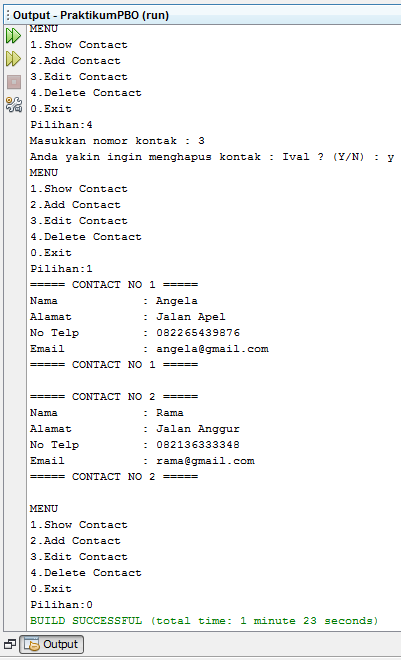 Output - PraktikumPBO (run)
MENU
1.Show Contact
2.Add Contact
3.Edit Contact
4.Delete Contact
0.Exit
Pilihan:4
Masukkan nomor kontak : 3
Anda yakin ingin menghapus kontak : Ival ? (Y/N) : y
MENU
1.Show Contact
2.Add Contact
3.Edit Contact
4.Delete Contact
0.Exit
Pilihan:1
===== CONTACT NO 1 =====
Nama : Angela
Alamat : Jalan Apel
No Telp : 082265439876
Email : angela@gmail.com
===== CONTACT NO 1 =====
===== CONTACT NO 2 =====
Nama : Rama
Alamat : Jalan Anggur
No Telp : 082136333348
Email : rama@gmail.com
===== CONTACT NO 2 =====
MENU
1.Show Contact
2.Add Contact
3.Edit Contact
4.Delete Contact
0.Exit
Pilihan:0
BUILD SUCCESSFUL (total time: 1 minute 23 seconds)
Output